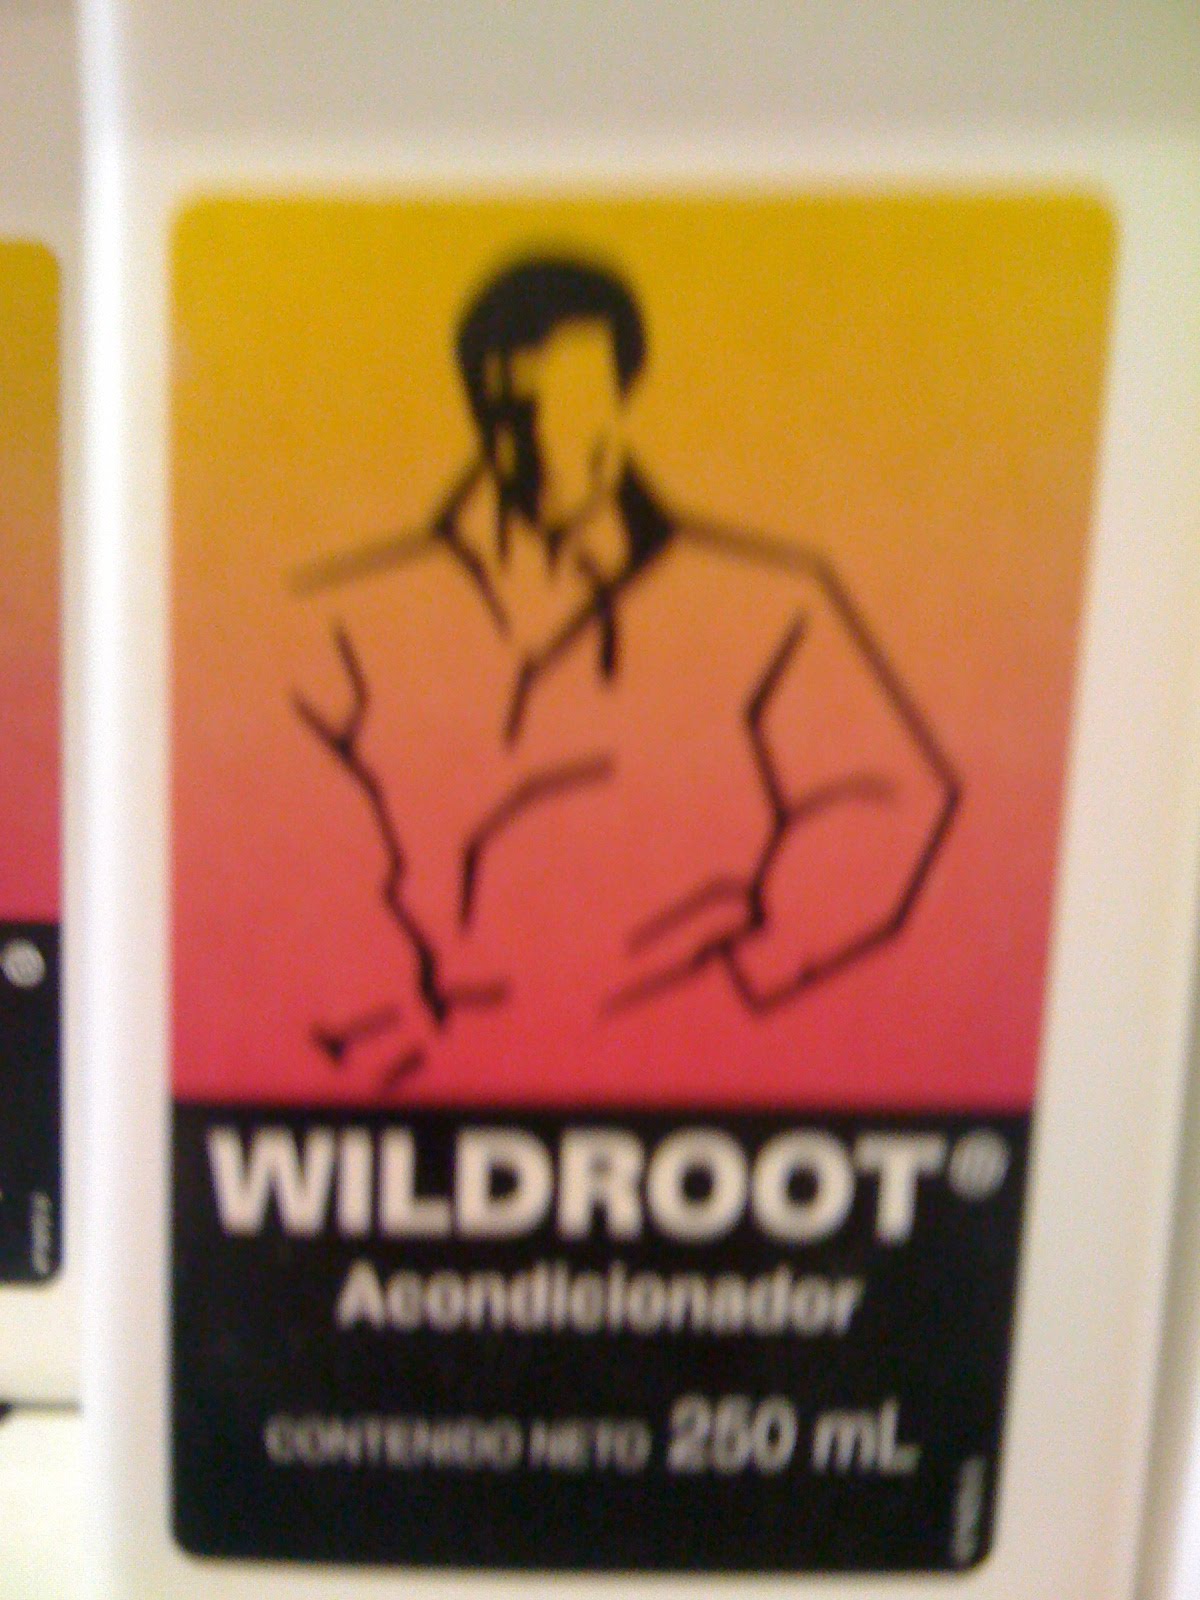 WILDROOT®
Acondicionador
CONTENIDO NETO 250 mL
®